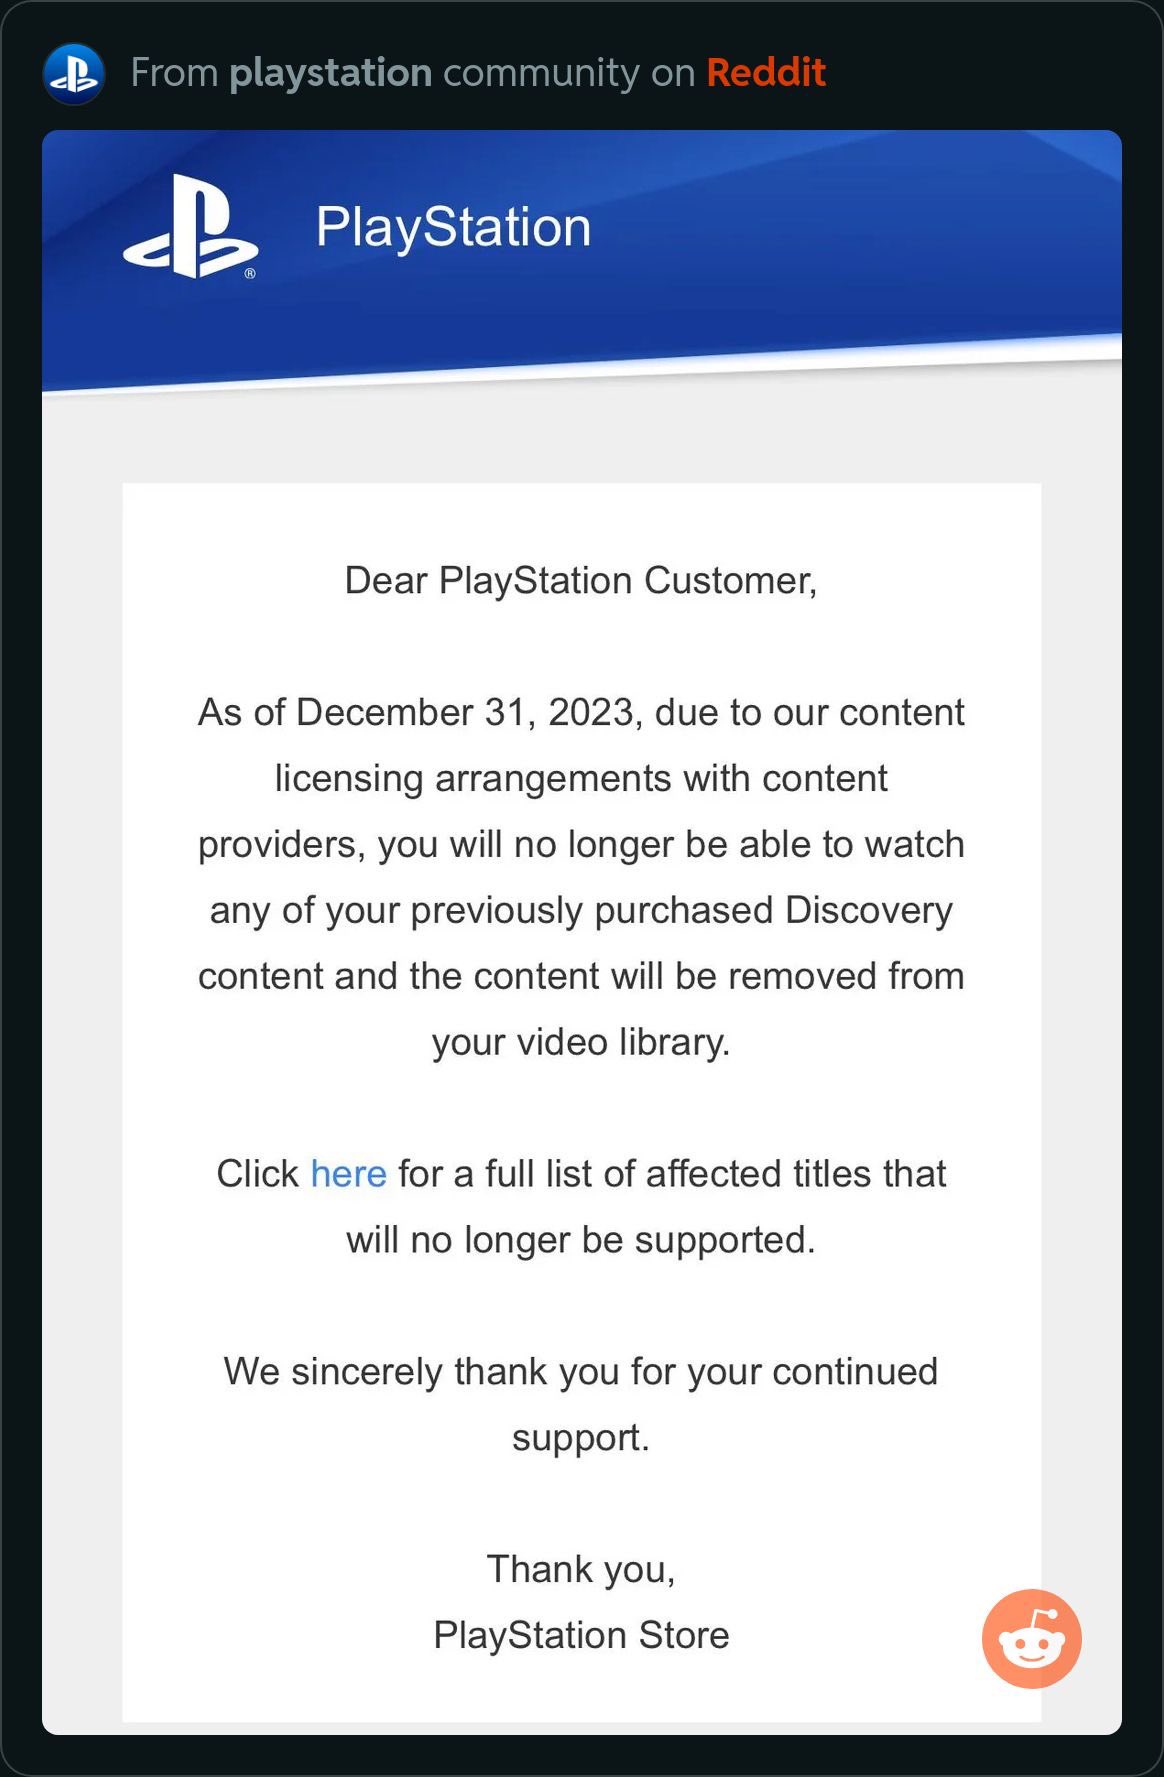 From playstation community on Reddit
PlayStation
®
Dear PlayStation Customer,
As of December 31, 2023, due to our content
licensing arrangements with content
providers, you will no longer be able to watch
any of your previously purchased Discovery
content and the content will be removed from
your video library.
Click here for a full list of affected titles that
will no longer be supported.
We sincerely thank you for your continued
support.
Thank you,
PlayStation Store